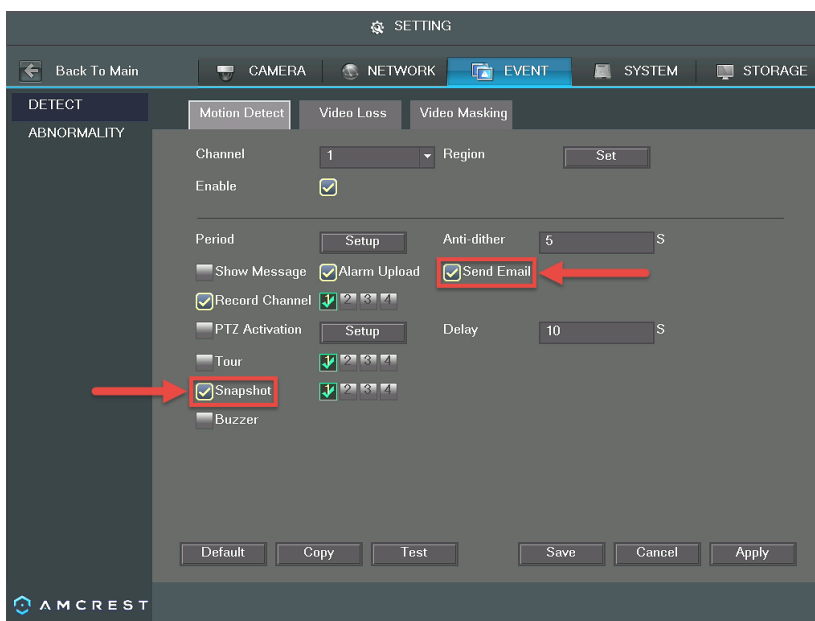 SETTING
Back To Main CAMERA NETWORK EVENT SYSTEM STORAGE
DETECT
ABNORMALITY
Motion Detect Video Loss Video Masking
Channel 1 Region Set
Enable
Period Setup Anti-dither 5 S
Show Message Alarm Upload Send Email
Record Channel 1 2 3 4
PTZ Activation Setup Delay 10 S
Tour 1 2 3 4
Snapshot 1 2 3 4
Buzzer
Default Copy Test Save Cancel Apply
AMCREST